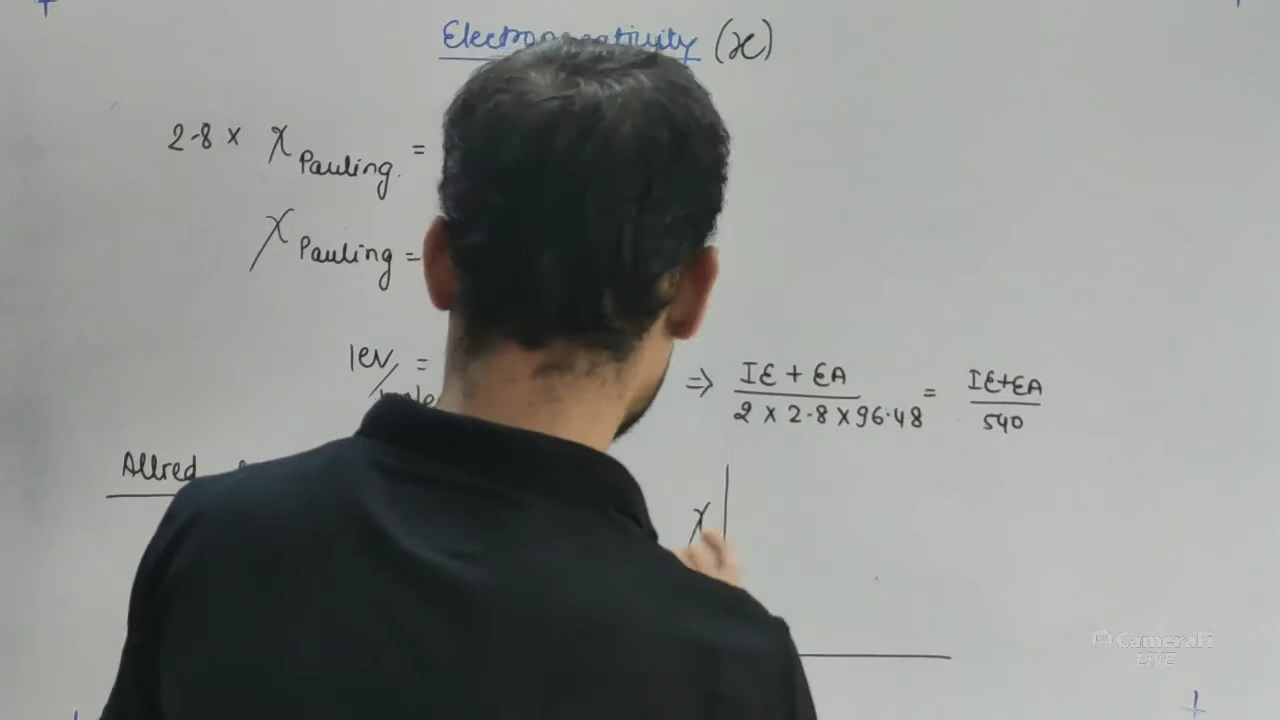 Electronegativity (x)
2.8 × χ Pauling. =
χ Pauling =
1ev/mole = ⇒ IE + EA / 2 × 2.8 × 96.48 = IE+EA / 540
Allred
χ
CameraFi
LIVE